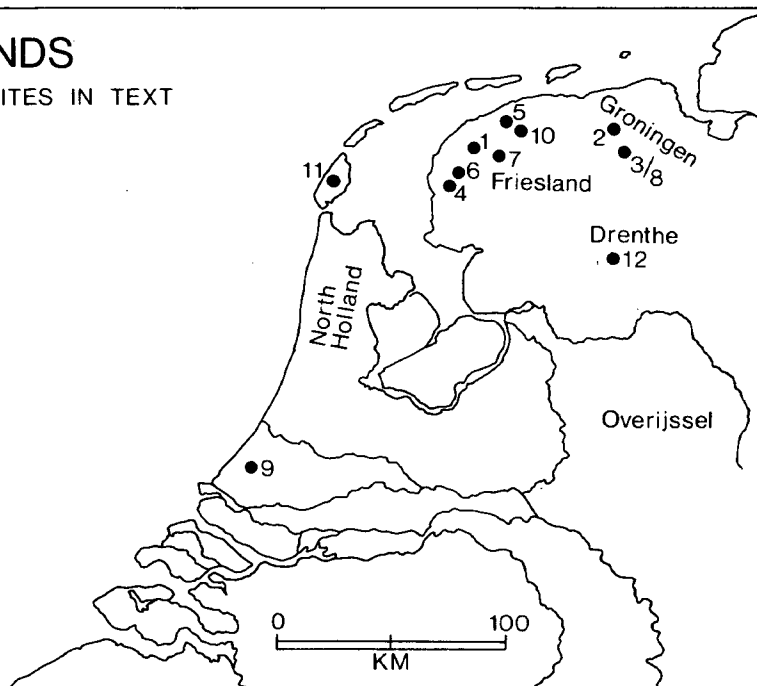 NDS
ITES IN TEXT
5
10
1
7
6
4
Friesland
Groningen
2
3/8
11
Drenthe
12
North
Holland
Overijssel
9
0 100
KM